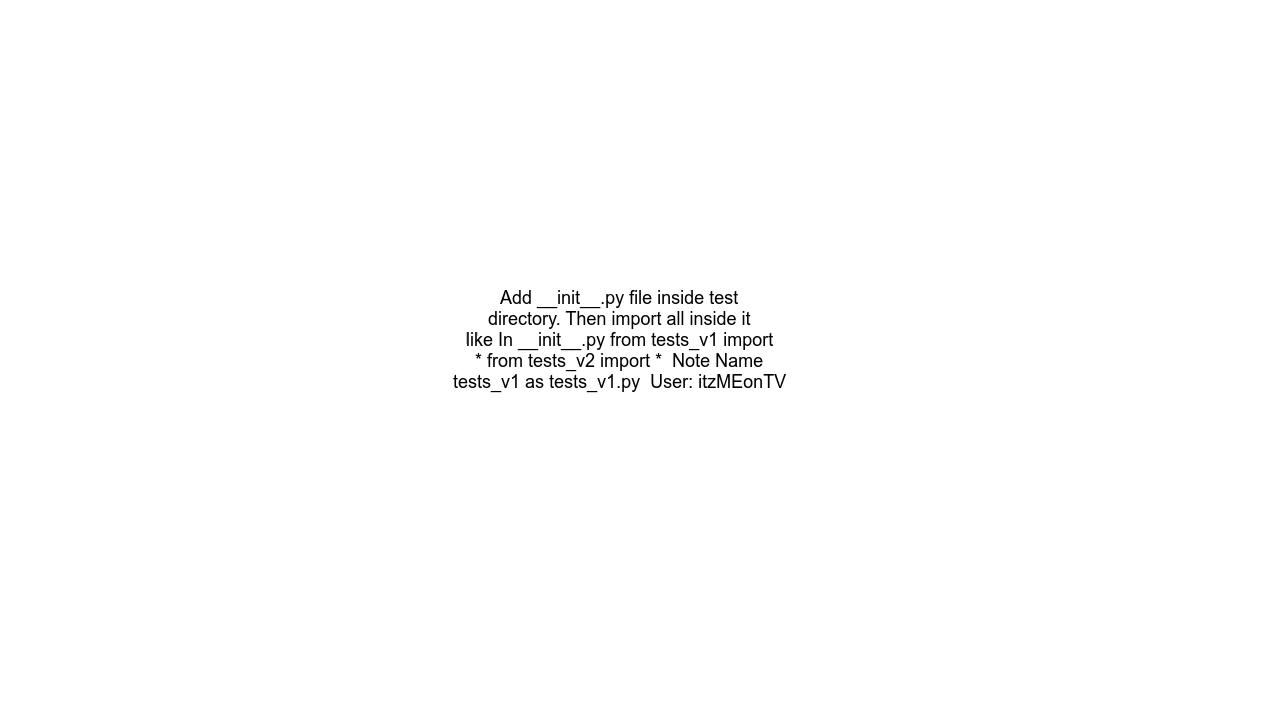 Add __init__.py file inside test
directory. Then import all inside it
like In __init__.py from tests_v1 import
* from tests_v2 import *  Note Name
tests_v1 as tests_v1.py  User: itzMEonTV